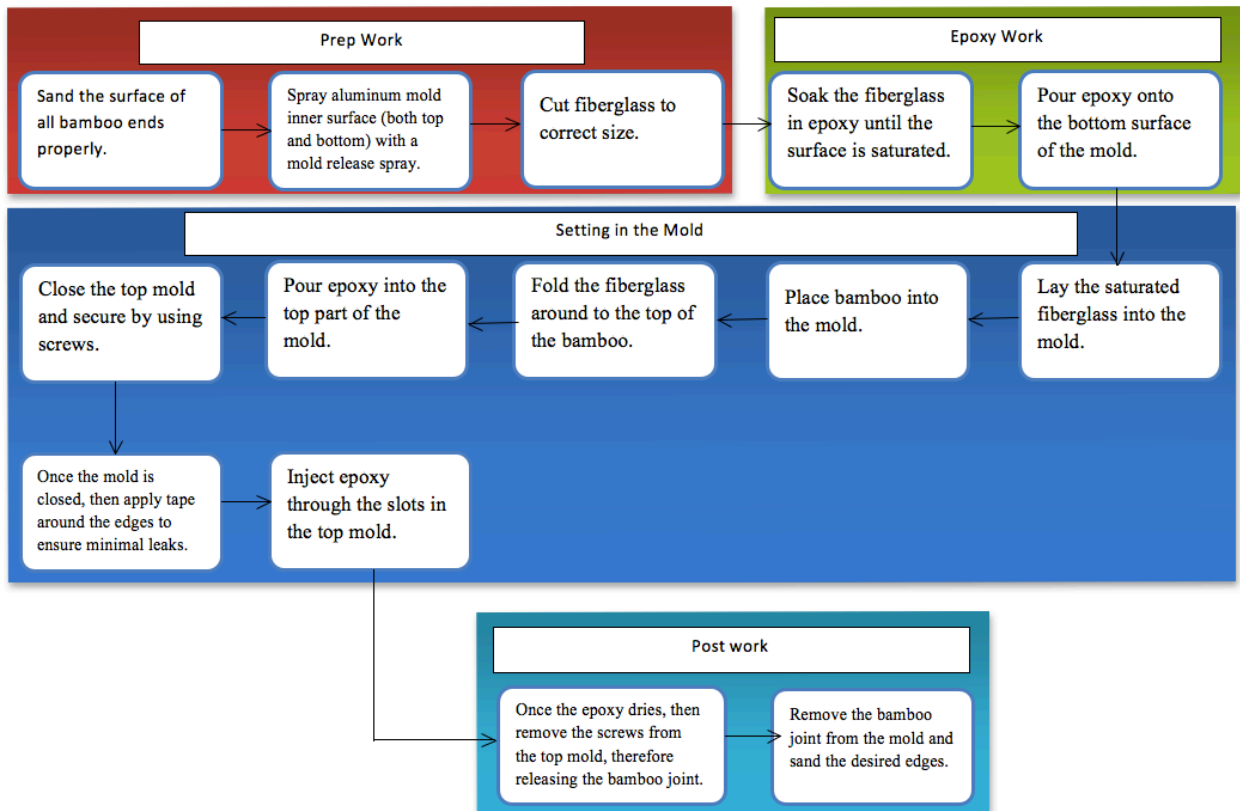 Prep Work
Sand the surface of
all bamboo ends
properly.
Spray aluminum mold
inner surface (both top
and bottom) with a
mold release spray.
Cut fiberglass to
correct size.
Epoxy Work
Soak the fiberglass
in epoxy until the
surface is saturated.
Pour epoxy onto
the bottom surface
of the mold.
Setting in the Mold
Lay the saturated
fiberglass into the
mold.
Place bamboo into
the mold.
Fold the fiberglass
around to the top of
the bamboo.
Pour epoxy into the
top part of the
mold.
Close the top mold
and secure by using
screws.
Once the mold is
closed, then apply tape
around the edges to
ensure minimal leaks.
Inject epoxy
through the slots in
the top mold.
Post work
Once the epoxy dries, then
remove the screws from
the top mold, therefore
releasing the bamboo joint.
Remove the bamboo
joint from the mold and
sand the desired edges.